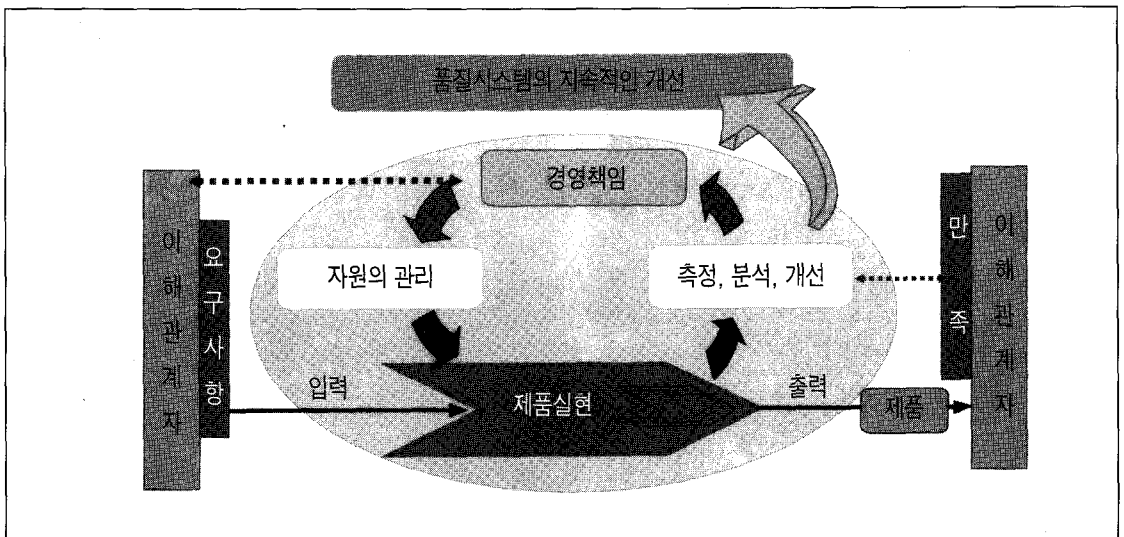 품질시스템의 지속적인 개선
경영책임
이해관계자
요구사항
자원의 관리
측정, 분석, 개선
만족
이해관계자
입력
제품실현
출력
제품